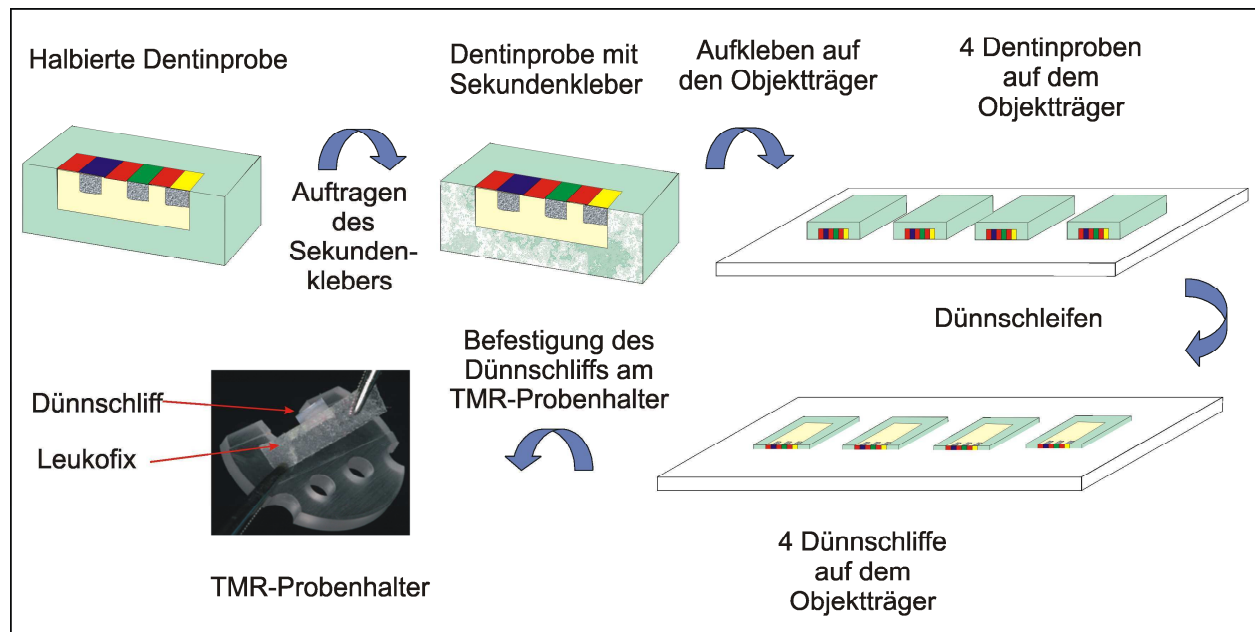 Halbierte Dentinprobe
Auftragen
des
Sekunden-
klebers
Dentinprobe mit
Sekundenkleber
Aufkleben auf
den Objektträger
4 Dentinproben
auf dem
Objektträger
Dünnschleifen
4 Dünnschliffe
auf dem
Objektträger
Befestigung des
Dünnschliffs am
TMR-Probenhalter
Dünnschliff
Leukofix
TMR-Probenhalter